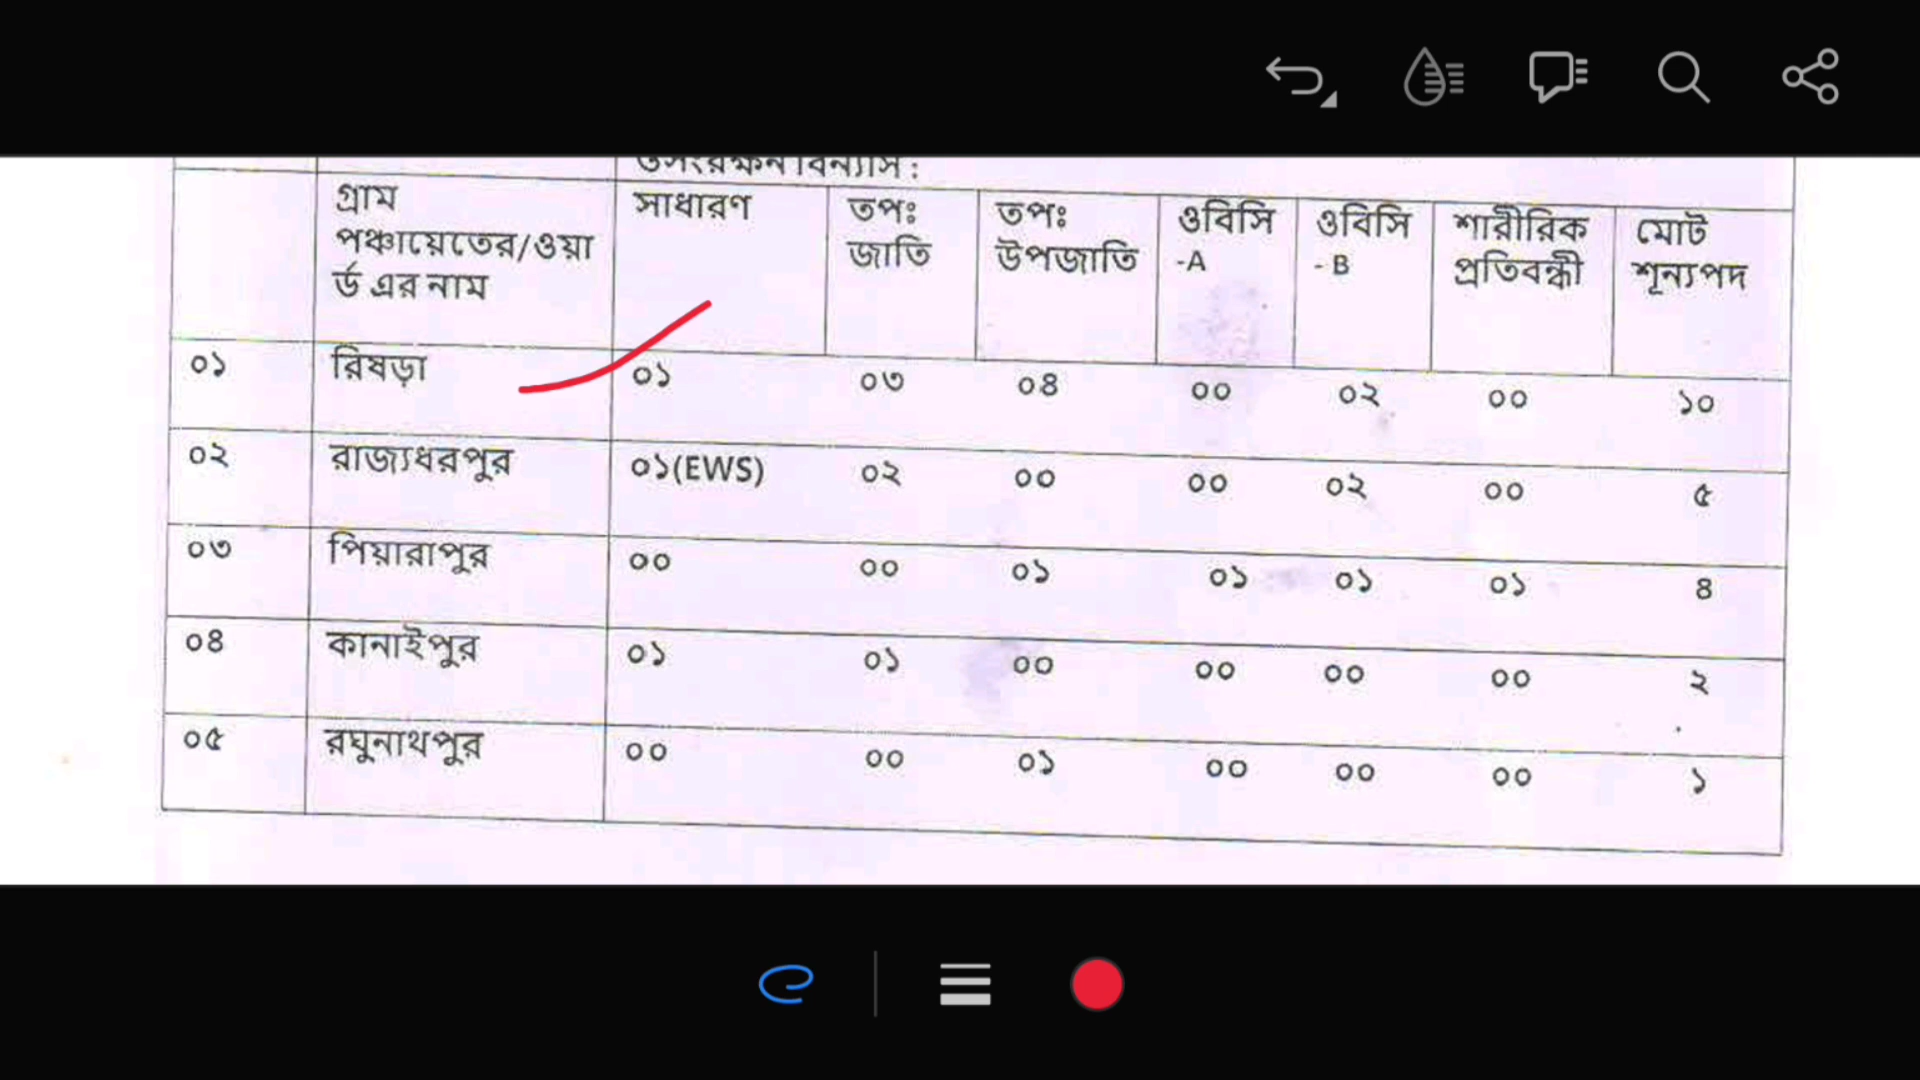 ওসংরক্ষন বিন্যাস :
গ্রাম পঞ্চায়েতের/ওয়ার্ড এর নাম সাধারণ তপঃ জাতি তপঃ উপজাতি ওবিসি -A ওবিসি - B শারীরিক প্রতিবন্ধী মোট শূন্যপদ
০১ রিষড়া ০১ ০৩ ০৪ ০০ ০২ ০০ ১০
০২ রাজ্যধরপুর ০১(EWS) ০২ ০০ ০০ ০২ ০০ ৫
০৩ পিয়ারাপুর ০০ ০০ ০১ ০১ ০১ ০১ ৪
০৪ কানাইপুর ০১ ০১ ০০ ০০ ০০ ০০ ২
০৫ রঘুনাথপুর ০০ ০০ ০১ ০০ ০০ ০০ ১